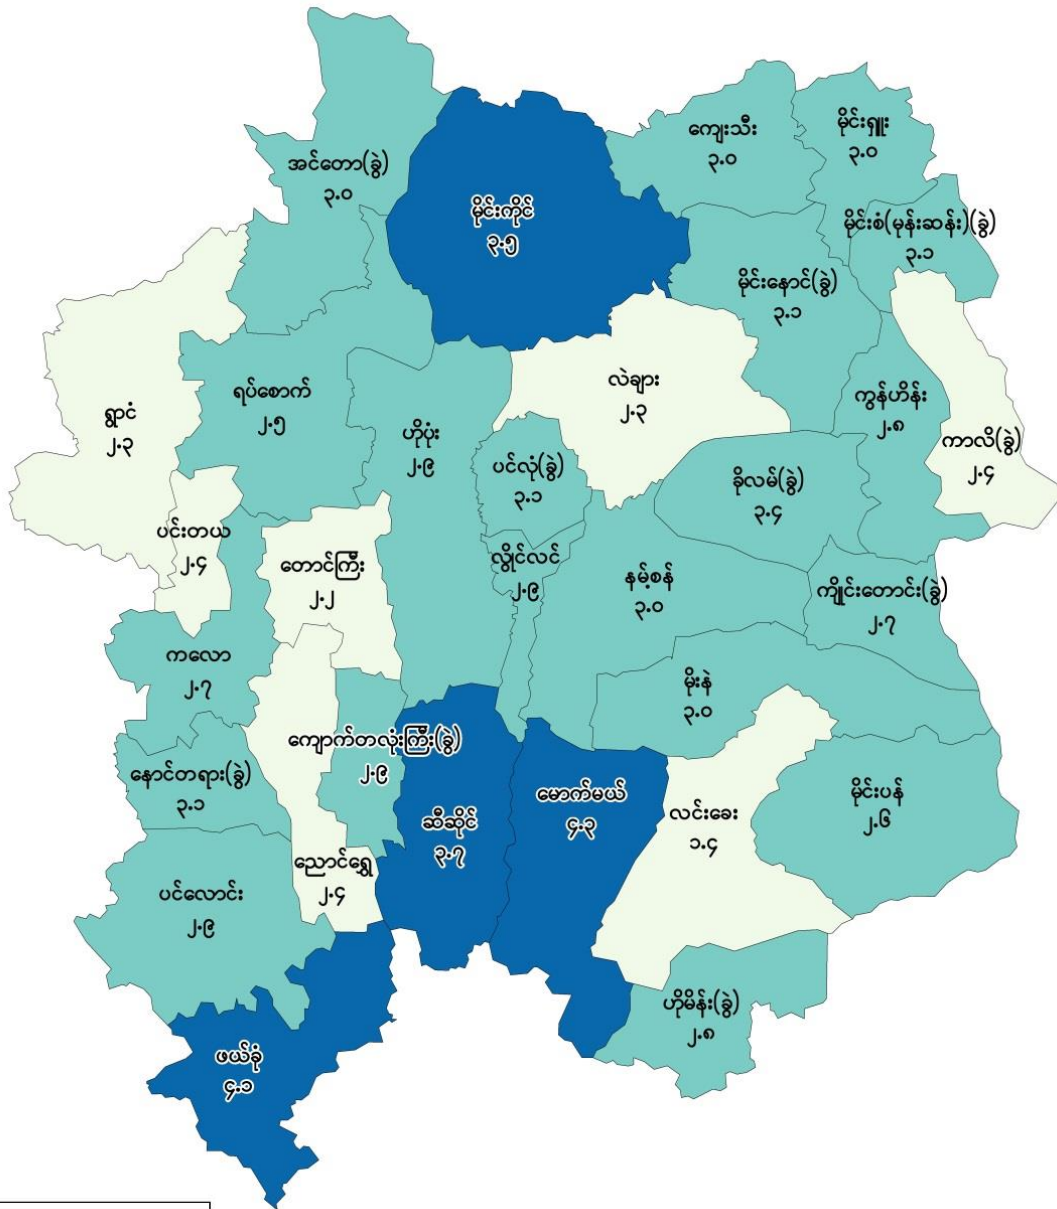 ကျေးသီး
၃.၀
မိုင်းရှူး
၃.၀
အင်တော(ခွဲ)
၃.၀
မိုင်းကိုင်
၃.၅
မိုင်းစံ(မုန်းဆန်း)(ခွဲ)
၃.၁
မိုင်းနောင်(ခွဲ)
၃.၁
ရွာငံ
၂.၃
ရပ်စောက်
၂.၅
လဲချား
၂.၃
ကွန်ဟိန်း
၂.၈
ဟိုပုံး
၂.၉
ကာလိ(ခွဲ)
၂.၄
ပင်လုံ(ခွဲ)
၃.၁
ခိုလမ်(ခွဲ)
၃.၄
ပင်းတယ
၂.၄
တောင်ကြီး
၂.၂
လွိုင်လင်
၂.၉
နမ့်စန်
၃.၀
ကျိုင်းတောင်း(ခွဲ)
၂.၇
ကလော
၂.၇
မိုးနဲ
၃.၀
ကျောက်တလုံးကြီး(ခွဲ)
၂.၉
နောင်တရား(ခွဲ)
၃.၁
ဆီဆိုင်
၃.၇
မောက်မယ်
၄.၃
လင်းခေး
၁.၄
မိုင်းပန်
၂.၆
ညောင်ရွှေ
၂.၄
ပင်လောင်း
၂.၉
ဟိုမိန်း(ခွဲ)
၂.၈
ဖယ်ခုံ
၄.၁